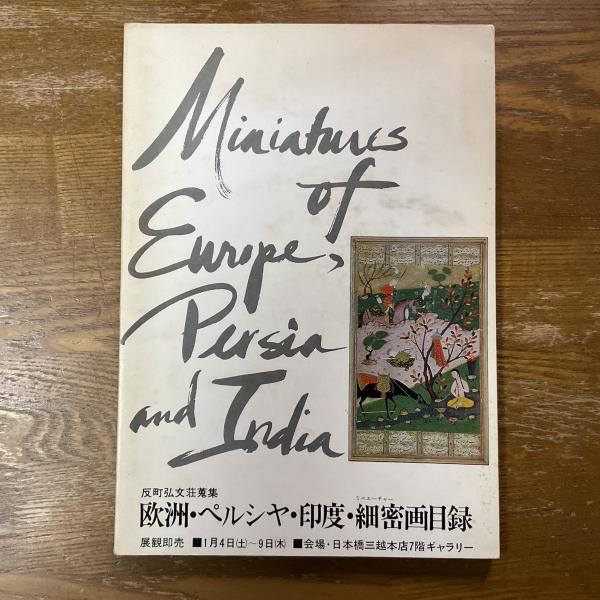 Miniatures
of
Europe,
Persia
and India
反町弘文荘蒐集
ミニエーチャー
欧洲・ペルシヤ・印度・細密画目録
展観即売 ■1月4日(土)〜9日(木) ■会場・日本橋三越本店7階ギャラリー